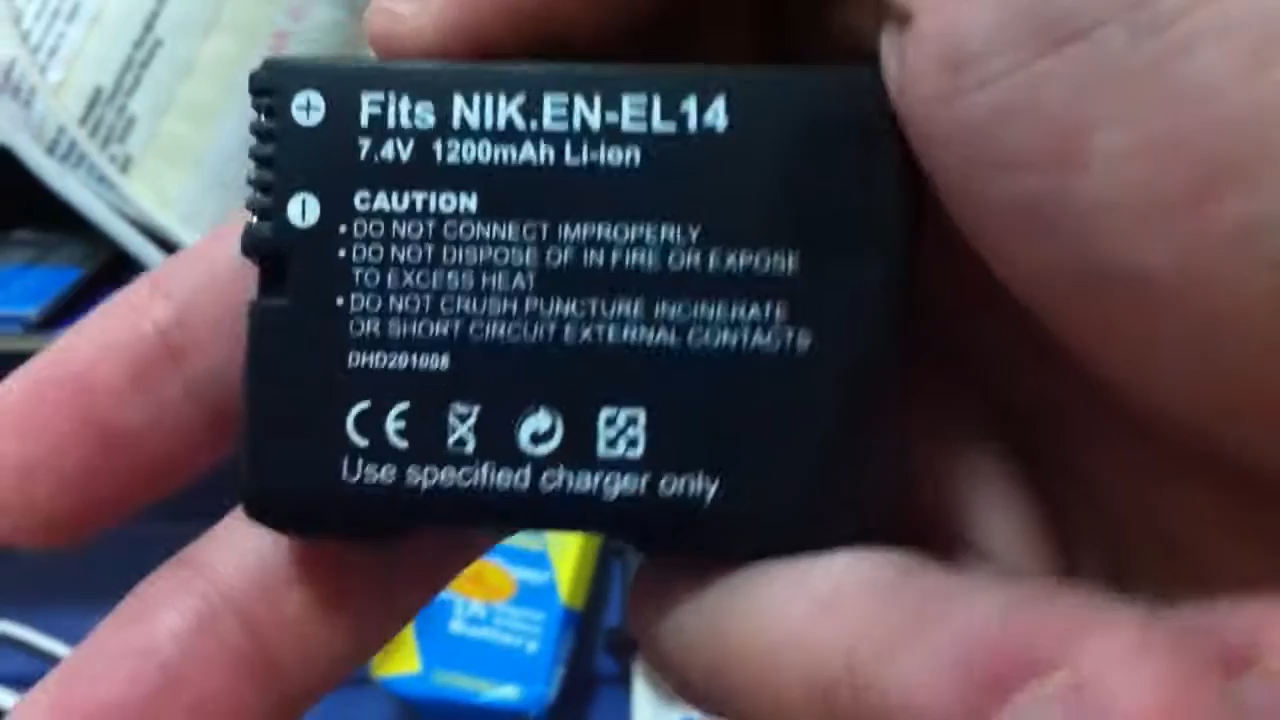 Fits NIK.EN-EL14
7.4V 1200mAh Li-ion
CAUTION
• DO NOT CONNECT IMPROPERLY
• DO NOT DISPOSE OF IN FIRE OR EXPOSE
TO EXCESS HEAT
• DO NOT CRUSH PUNCTURE INCINERATE
OR SHORT CIRCUIT EXTERNAL CONTACTS
DHD201008
CE
Use specified charger only
Battery